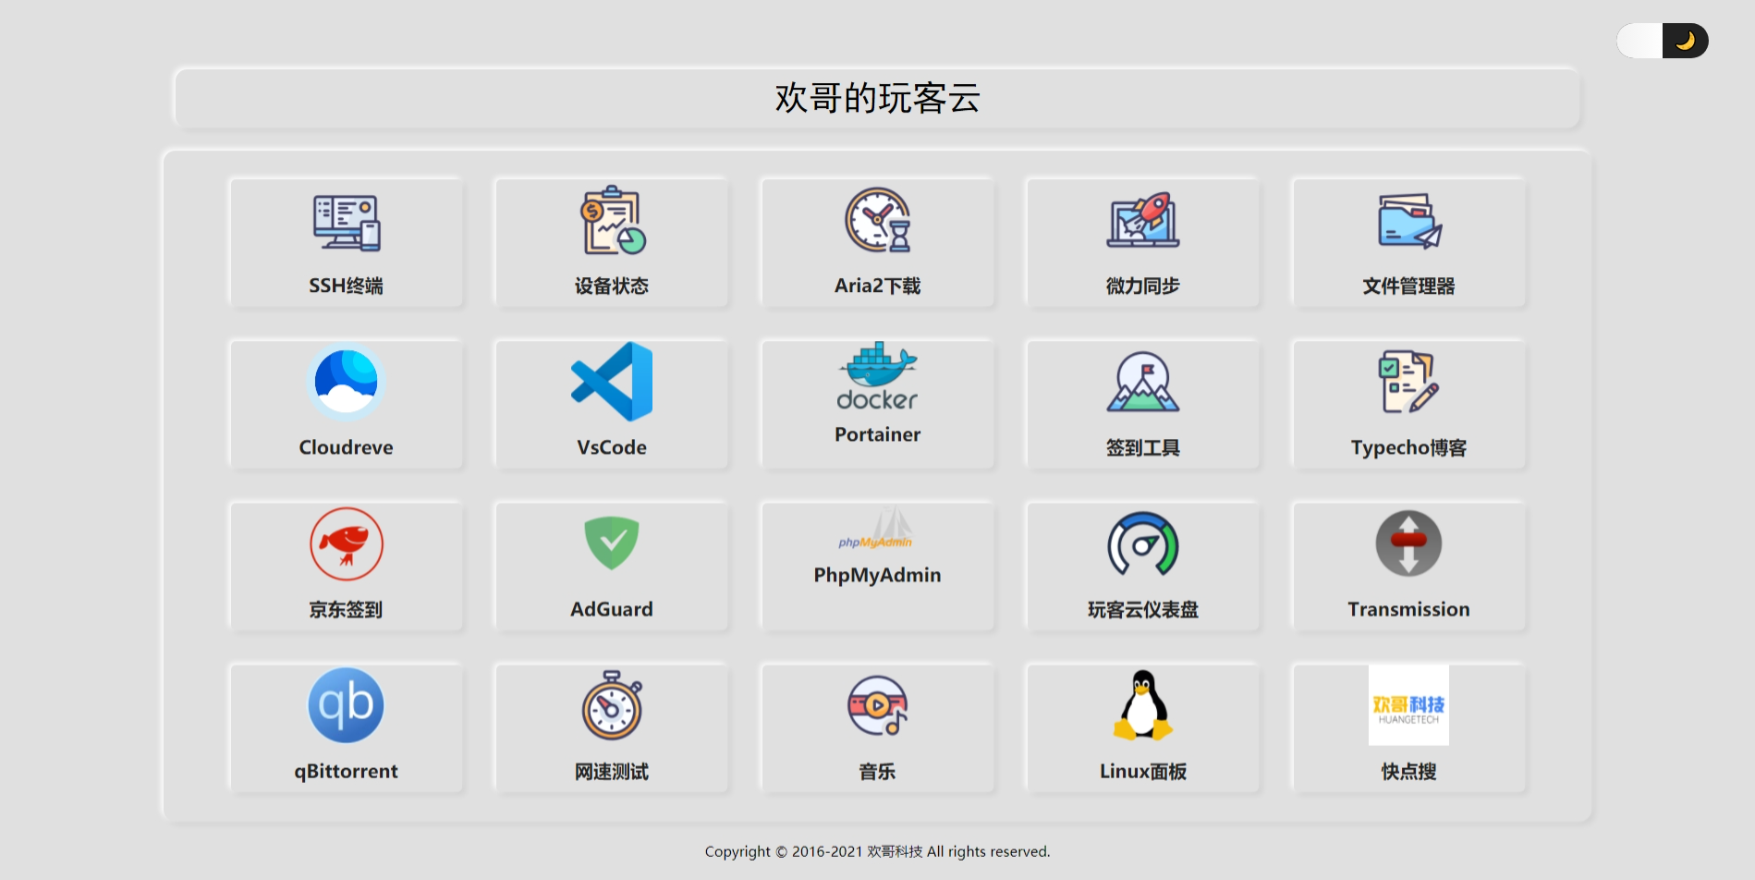 欢哥的玩客云
SSH终端
设备状态
Aria2下载
微力同步
文件管理器
Cloudreve
VsCode
docker
Portainer
签到工具
Typecho博客
京东签到
AdGuard
phpMyAdmin
PhpMyAdmin
玩客云仪表盘
Transmission
qb
qBittorrent
网速测试
音乐
Linux面板
欢哥科技
HUANGETECH
快点搜
Copyright © 2016-2021 欢哥科技 All rights reserved.